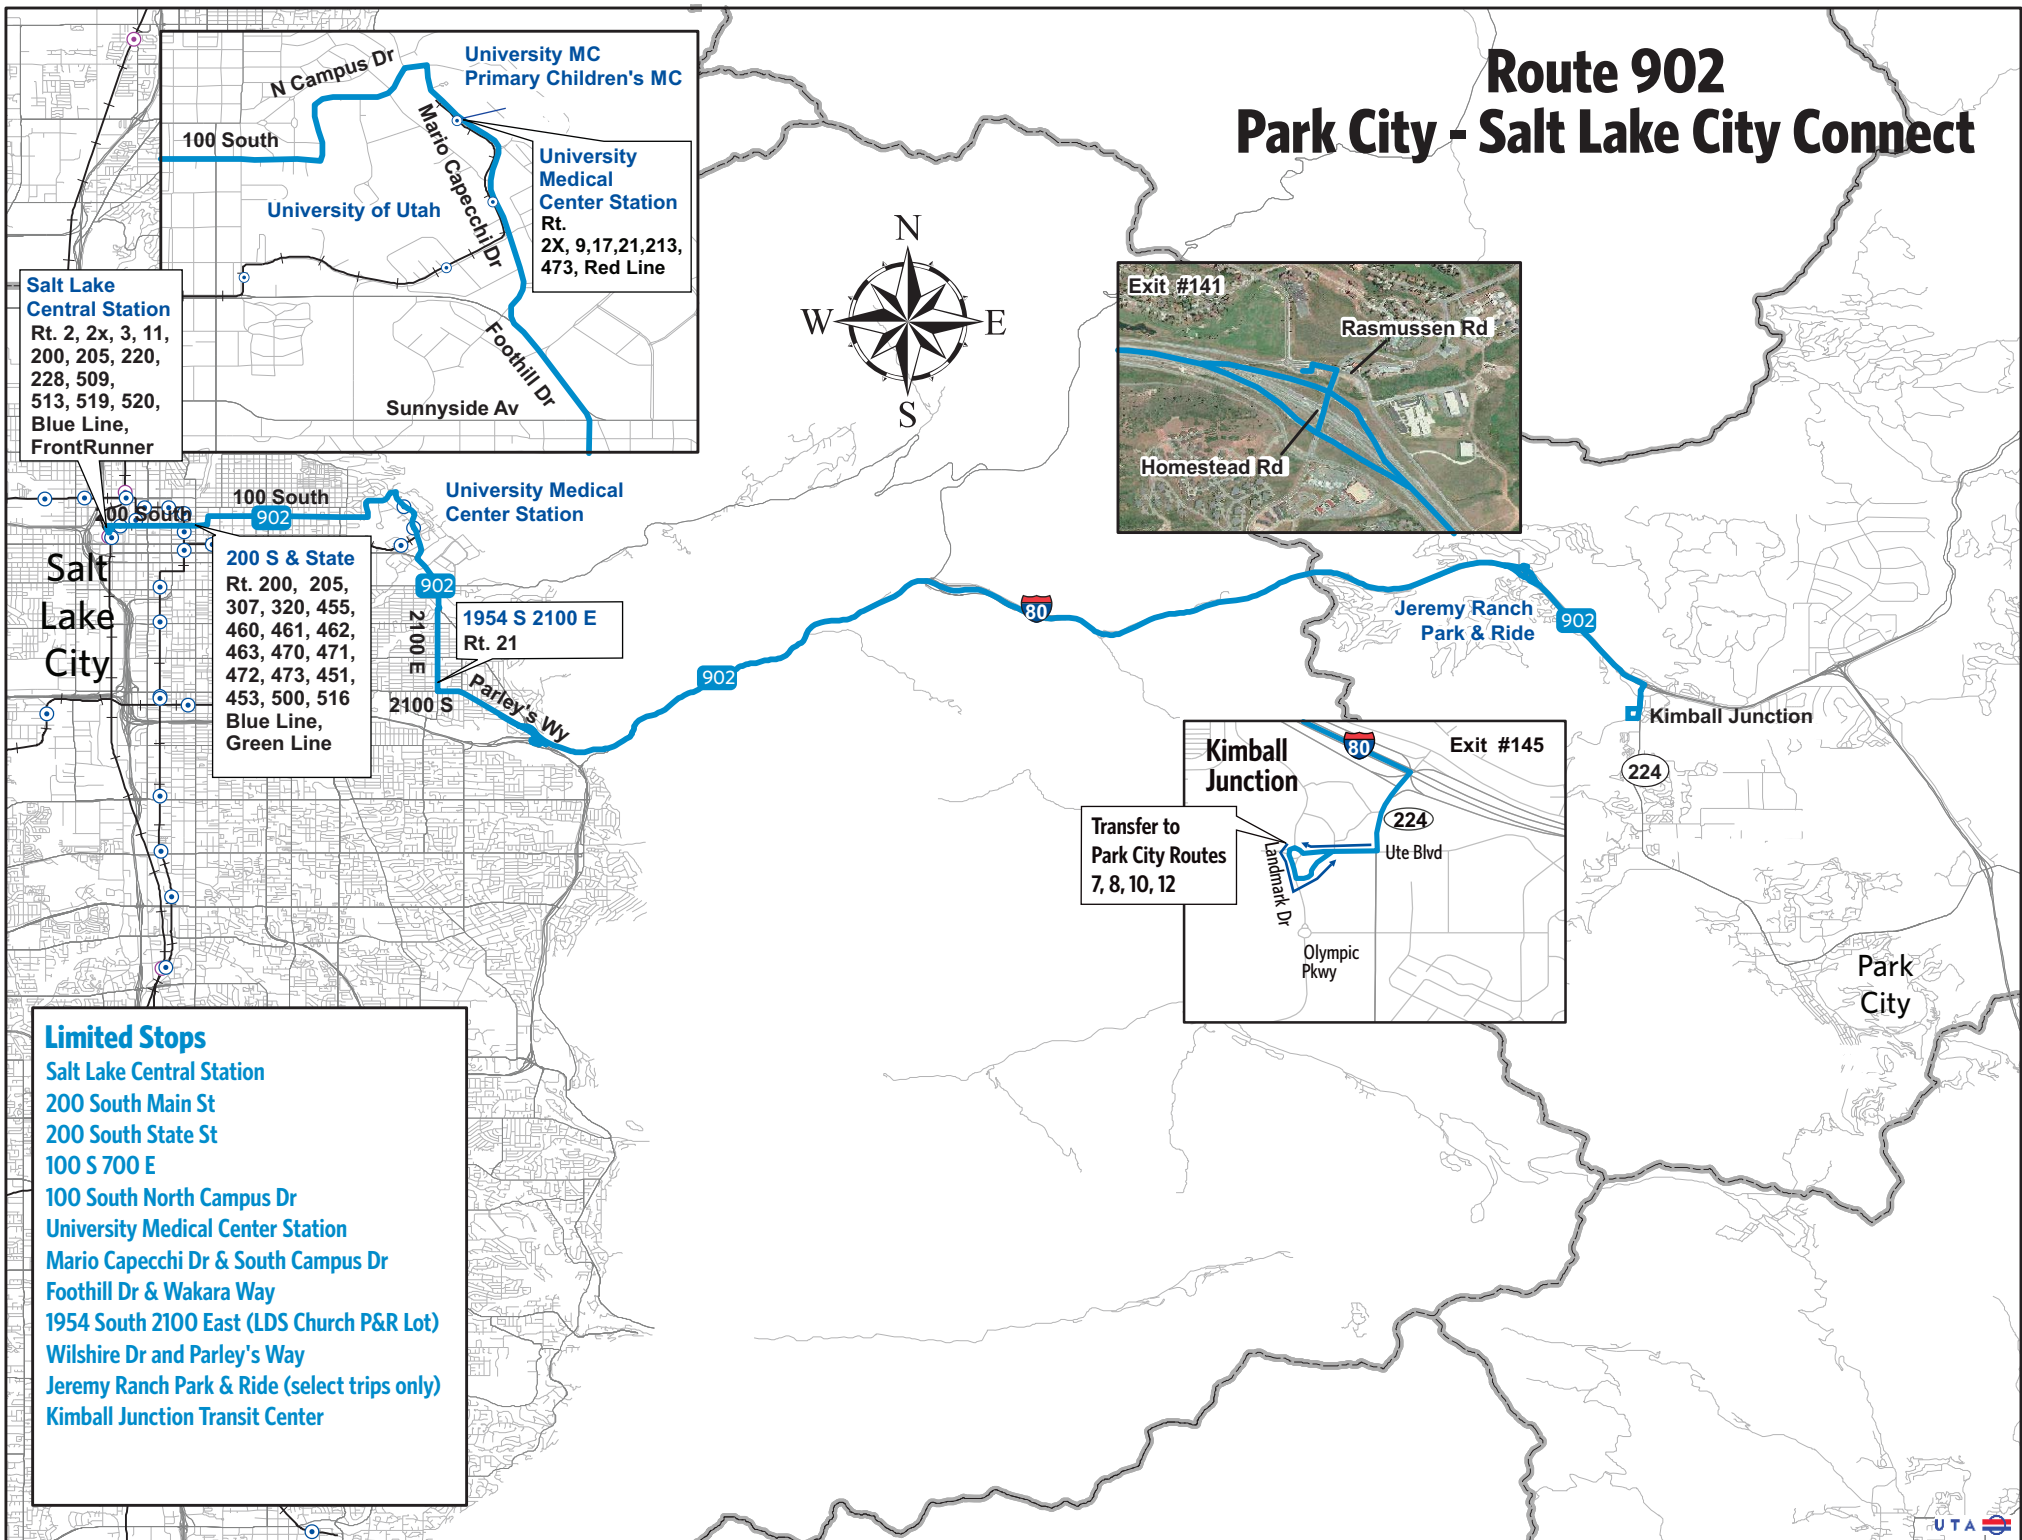 Route 902
Park City - Salt Lake City Connect
N Campus Dr
University MC
Primary Children's MC
100 South
Mario Capecchi Dr
University
Medical
Center Station
Rt.
2X, 9,17,21,213,
473, Red Line
University of Utah
Foothill Dr
Sunnyside Av
Salt Lake
Central Station
Rt. 2, 2x, 3, 11,
200, 205, 220,
228, 509,
513, 519, 520,
Blue Line,
FrontRunner
N
W
E
S
Exit #141
Rasmussen Rd
Homestead Rd
100 South
902
00 South
University Medical
Center Station
Salt
Lake
City
200 S & State
Rt. 200, 205,
307, 320, 455,
460, 461, 462,
463, 470, 471,
472, 473, 451,
453, 500, 516
Blue Line,
Green Line
902
2100 E
1954 S 2100 E
Rt. 21
2100 S
Parley's Wy
902
80
Jeremy Ranch
Park & Ride
902
Kimball Junction
224
Kimball
Junction
80
Exit #145
224
Transfer to
Park City Routes
7, 8, 10, 12
Ute Blvd
Landmark Dr
Olympic
Pkwy
Park
City
Limited Stops
Salt Lake Central Station
200 South Main St
200 South State St
100 S 700 E
100 South North Campus Dr
University Medical Center Station
Mario Capecchi Dr & South Campus Dr
Foothill Dr & Wakara Way
1954 South 2100 East (LDS Church P&R Lot)
Wilshire Dr and Parley's Way
Jeremy Ranch Park & Ride (select trips only)
Kimball Junction Transit Center
UTA